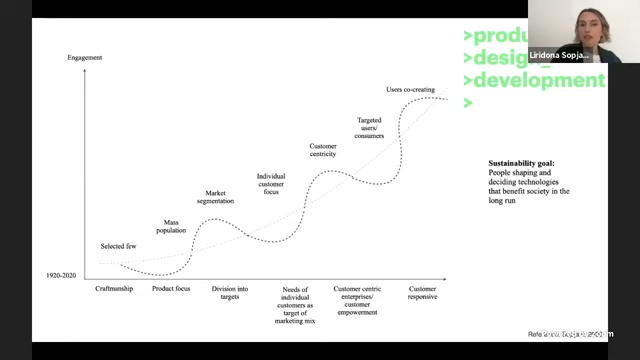 >produ
>design_
>development
>
Liridona Sopja...
Engagement
Users co-creating
Targeted
users/
consumers
Customer
centricity
Individual
customer
focus
Market
segmentation
Mass
population
Selected few
Sustainability goal:
People shaping and
deciding technologies
that benefit society in the
long run
1920-2020
Craftmanship
Product focus
Division into
targets
Needs of
individual
customers as
target of
marketing mix
Customer centric
enterprises/
customer
empowerment
Customer
responsive